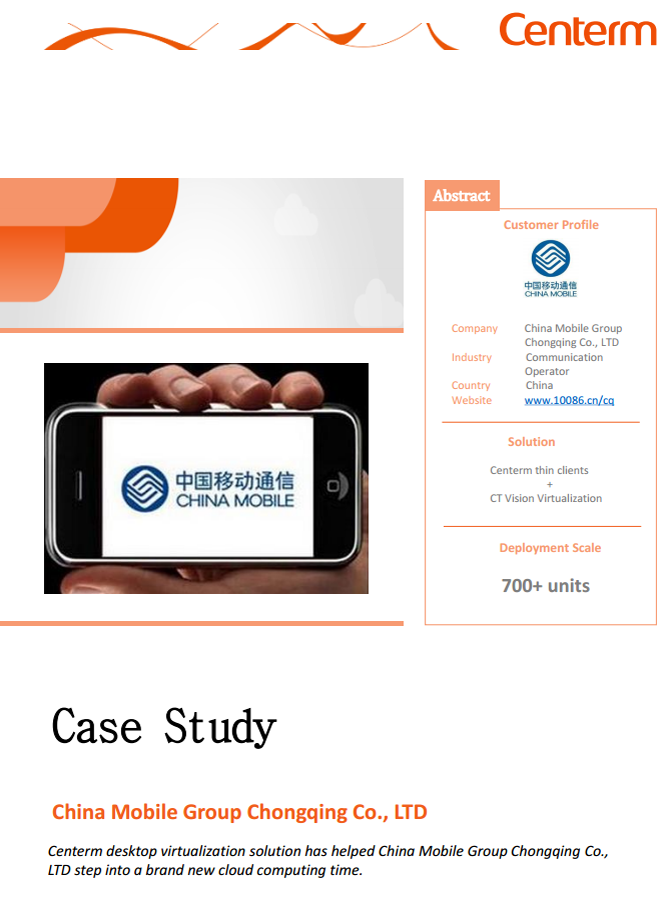 Centerm
Abstract
Customer Profile
中国移动通信
CHINA MOBILE
Company China Mobile Group
Chongqing Co., LTD
Industry Communication
Operator
Country China
Website www.10086.cn/cq
Solution
Centerm thin clients
+
CT Vision Virtualization
Deployment Scale
700+ units
中国移动通信
CHINA MOBILE
Case Study
China Mobile Group Chongqing Co., LTD
Centerm desktop virtualization solution has helped China Mobile Group Chongqing Co.,
LTD step into a brand new cloud computing time.